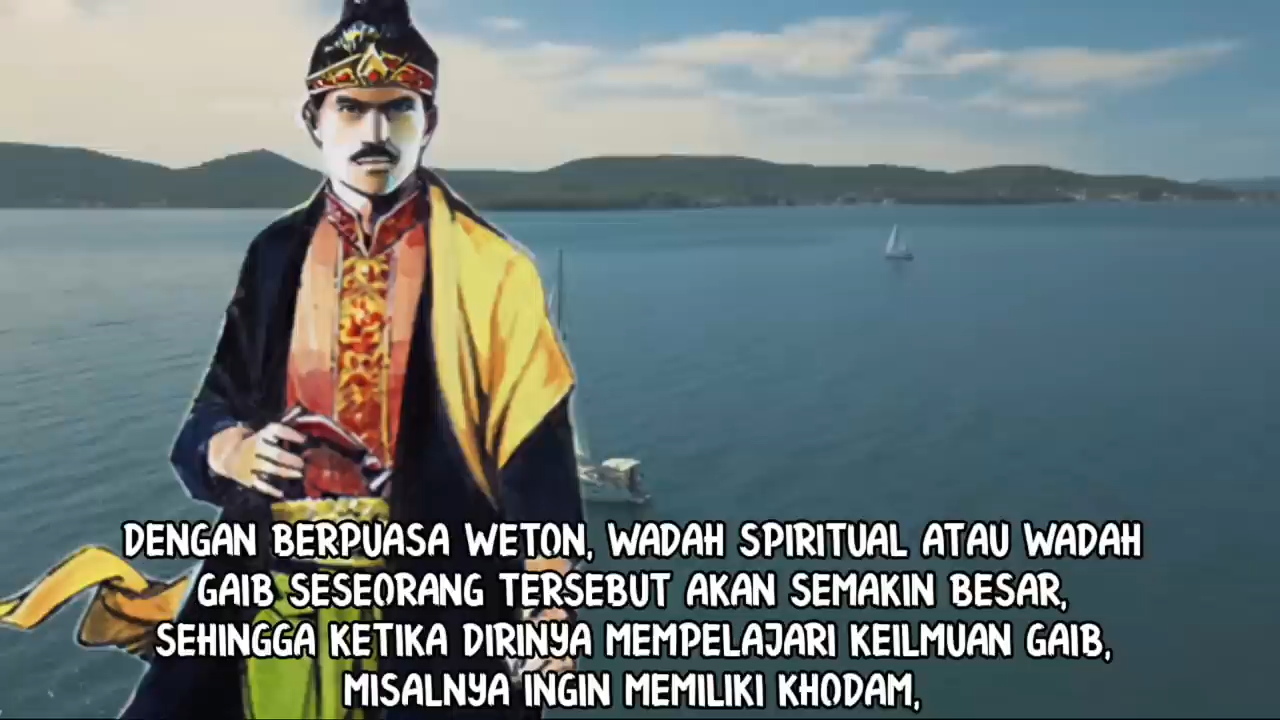 DENGAN BERPUASA WETON, WADAH SPIRITUAL ATAU WADAH
GAIB SESEORANG TERSEBUT AKAN SEMAKIN BESAR,
SEHINGGA KETIKA DIRINYA MEMPELAJARI KEILMUAN GAIB,
MISALNYA INGIN MEMILIKI KHODAM,